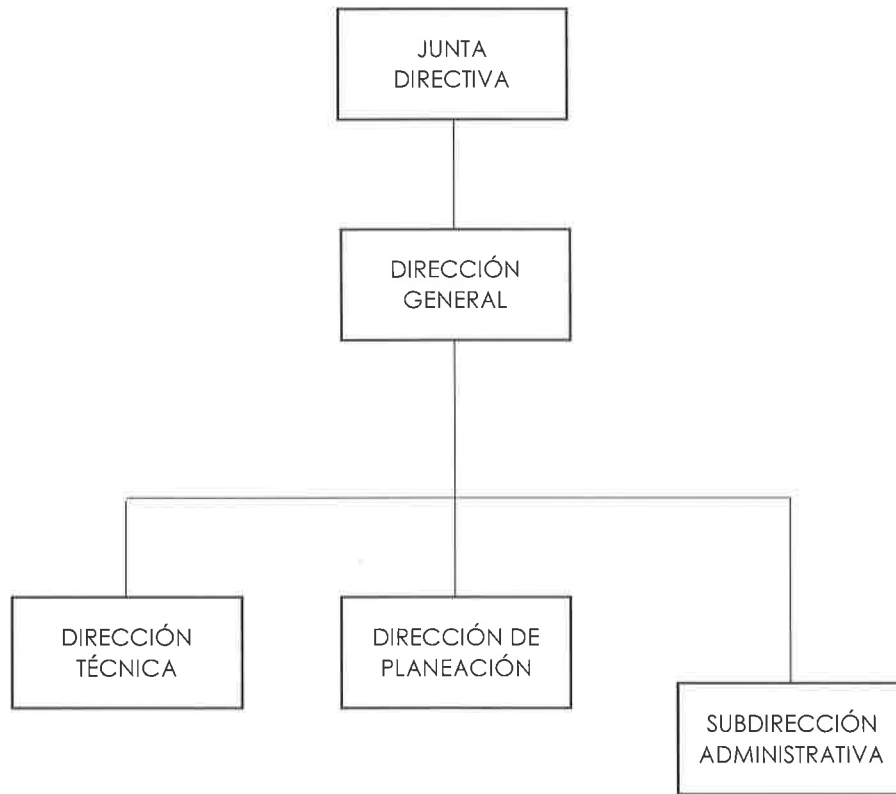 JUNTA
DIRECTIVA
DIRECCIÓN
GENERAL
DIRECCIÓN
TÉCNICA
DIRECCIÓN DE
PLANEACIÓN
SUBDIRECCIÓN
ADMINISTRATIVA